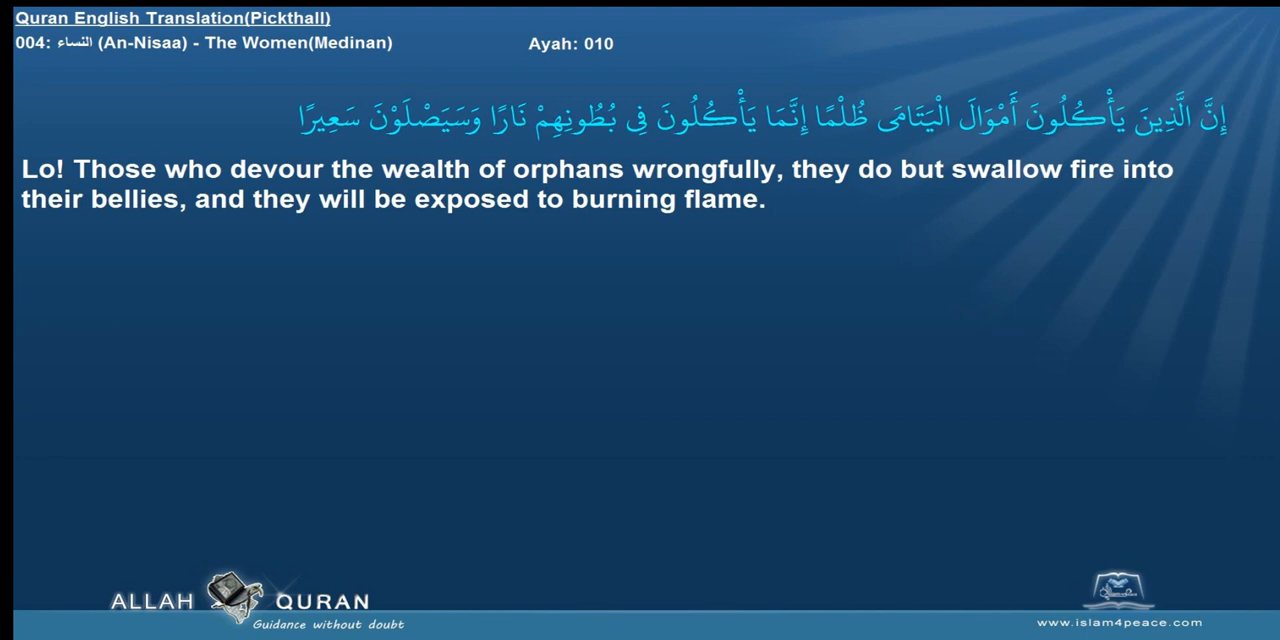 Quran English Translation(Pickthall)
004: النساء (An-Nisaa) - The Women(Medinan) Ayah: 010
إِنَّ الَّذِينَ يَأْكُلُونَ أَمْوَالَ الْيَتَامَى ظُلْمًا إِنَّمَا يَأْكُلُونَ فِي بُطُونِهِمْ نَارًا وَسَيَصْلَوْنَ سَعِيرًا
Lo! Those who devour the wealth of orphans wrongfully, they do but swallow fire into
their bellies, and they will be exposed to burning flame.
ALLAH QURAN
Guidance without doubt
www.islam4peace.com